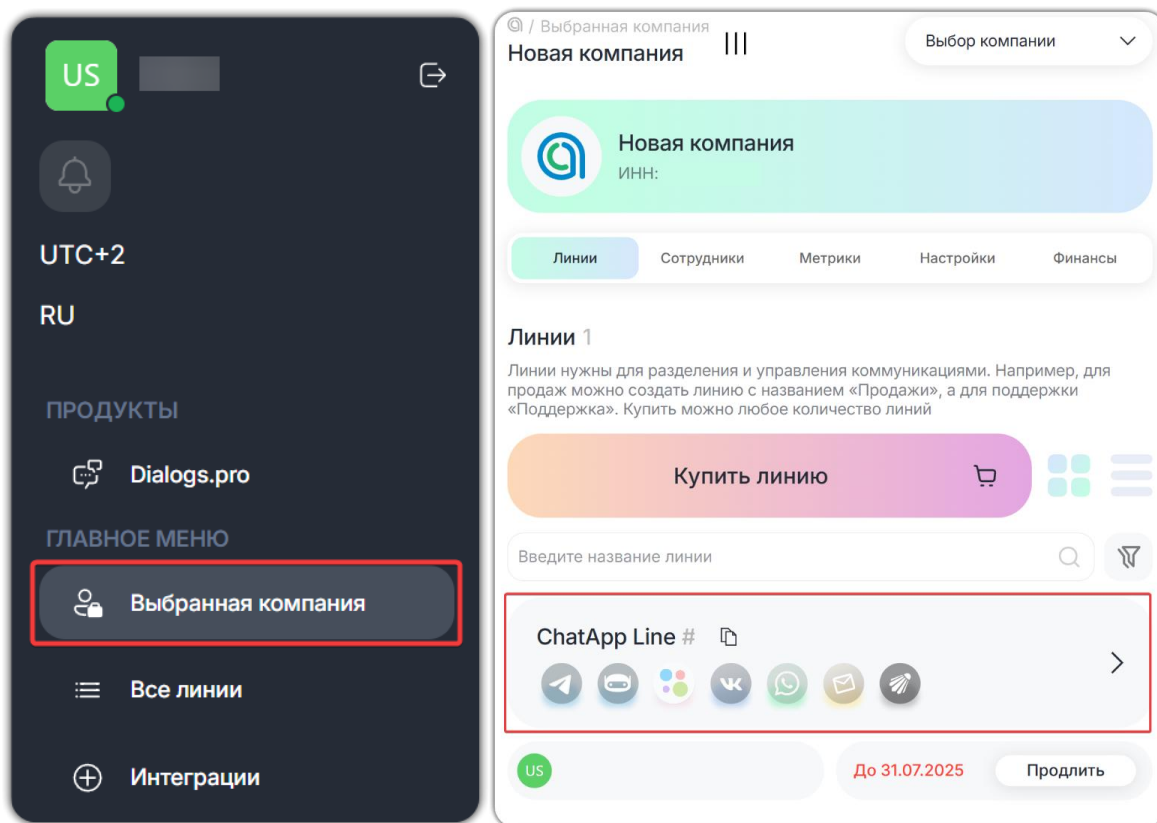 US
UTC+2
RU
ПРОДУКТЫ
Dialogs.pro
ГЛАВНОЕ МЕНЮ
Выбранная компания
Все линии
Интеграции
/ Выбранная компания
Новая компания
Выбор компании
Новая компания
ИНН:
Линии Сотрудники Метрики Настройки Финансы
Линии 1
Линии нужны для разделения и управления коммуникациями. Например, для
продаж можно создать линию с названием «Продажи», а для поддержки
«Поддержка». Купить можно любое количество линий
Купить линию
Введите название линии
ChatApp Line #
US
До 31.07.2025 Продлить